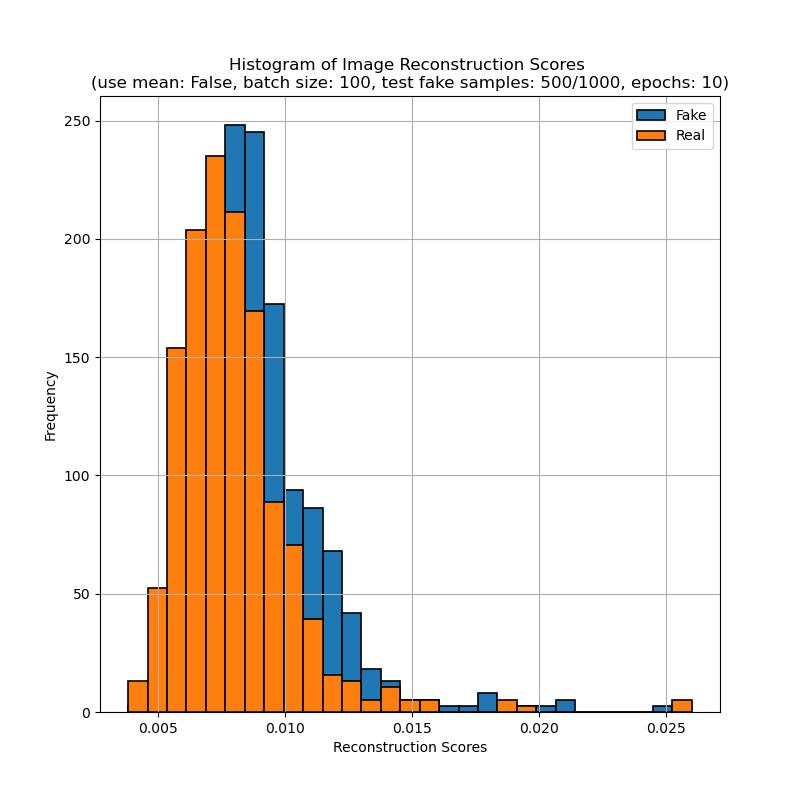 Histogram of Image Reconstruction Scores
(use mean: False, batch size: 100, test fake samples: 500/1000, epochs: 10)
Fake
Real
250
200
150
100
50
0
Frequency
0.005
0.010
0.015
0.020
0.025
Reconstruction Scores